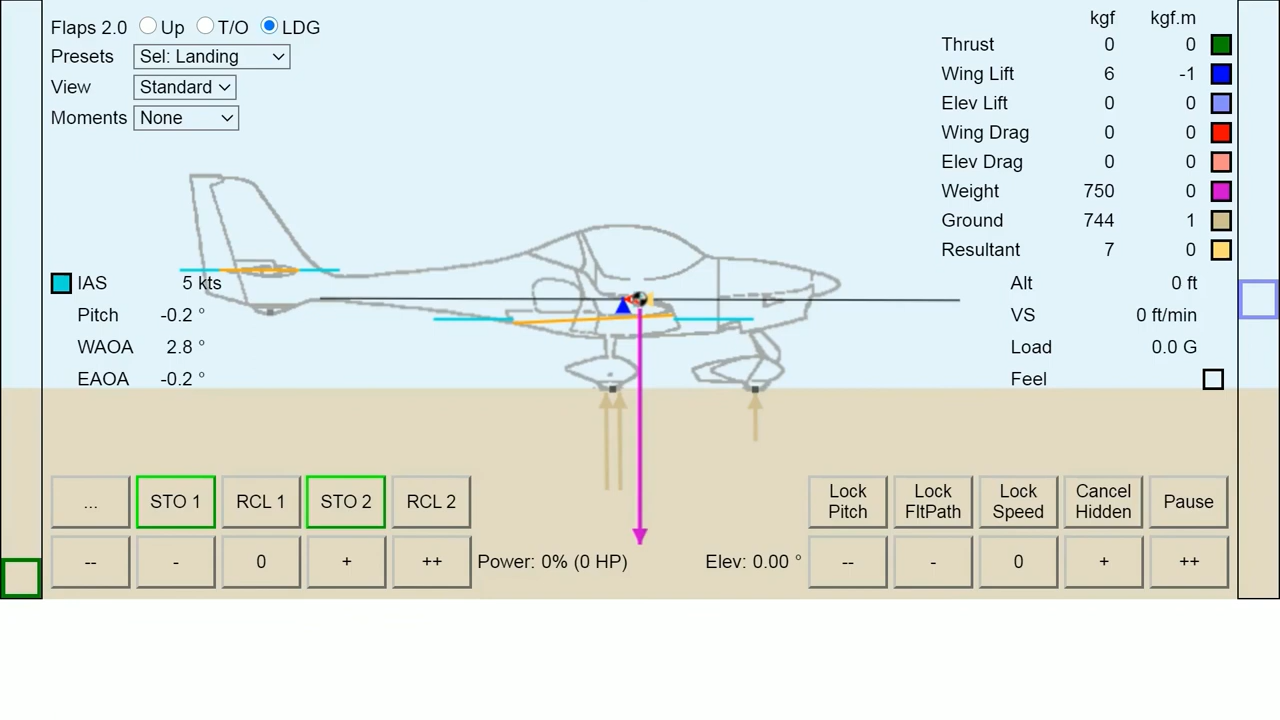 Flaps 2.0 Up T/O LDG
Presets Sel: Landing
View Standard
Moments None
kgf kgf.m
Thrust 0 0
Wing Lift 6 -1
Elev Lift 0 0
Wing Drag 0 0
Elev Drag 0 0
Weight 750 0
Ground 744 1
Resultant 7 0
IAS 5 kts
Pitch -0.2 °
WAOA 2.8 °
EAOA -0.2 °
Alt 0 ft
VS 0 ft/min
Load 0.0 G
Feel
... STO 1 RCL 1 STO 2 RCL 2
Lock Pitch Lock FltPath Lock Speed Cancel Hidden Pause
-- - 0 + ++ Power: 0% (0 HP) Elev: 0.00 ° -- - 0 + ++